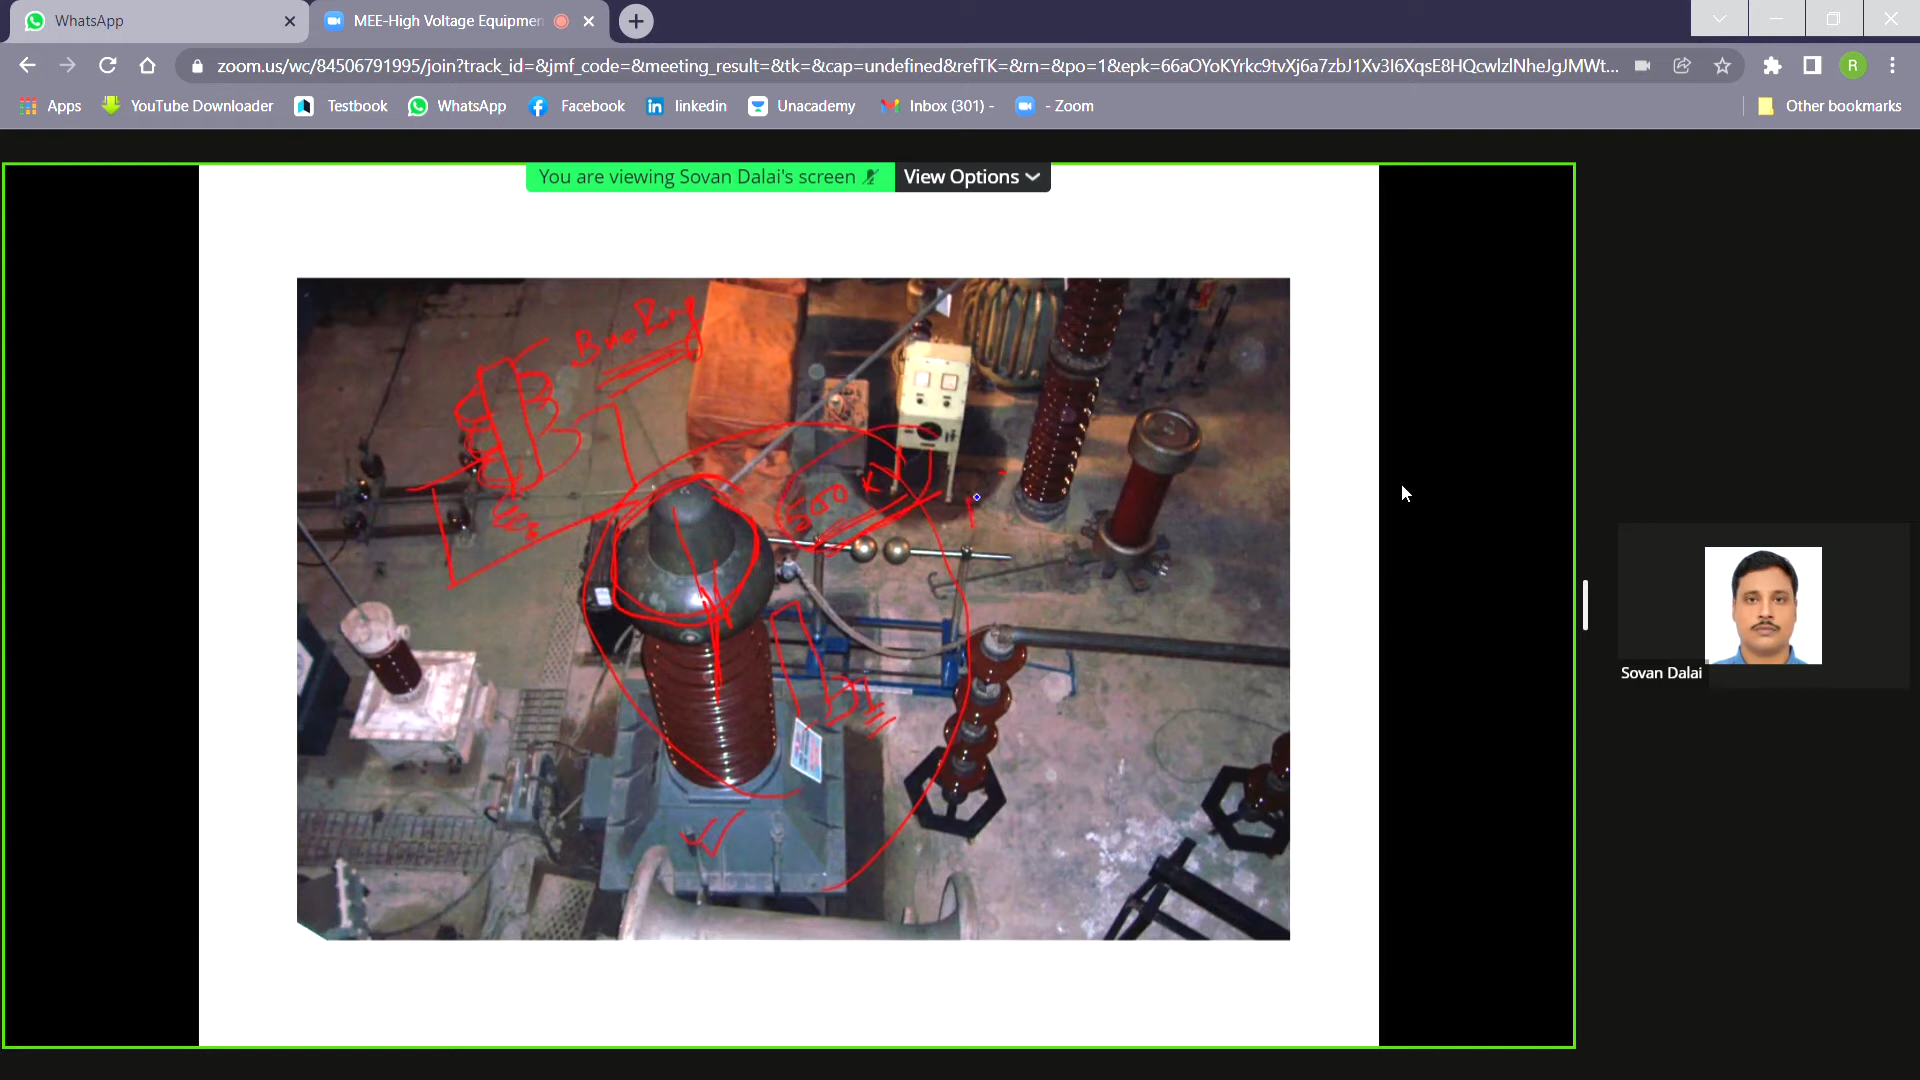 WhatsApp
MEE-High Voltage Equipmen
zoom.us/wc/84506791995/join?track_id=&jmf_code=&meeting_result=&tk=&cap=undefined&refTK=&rn=&po=1&epk=66aOYoKYrkc9tvXj6a7zbJ1Xv3I6XqsE8HQcwlzlNheJgJMWt...
R
Apps YouTube Downloader Testbook WhatsApp Facebook linkedin Unacademy Inbox (301) - - Zoom Other bookmarks
You are viewing Sovan Dalai's screen View Options
500 KV
Sovan Dalai